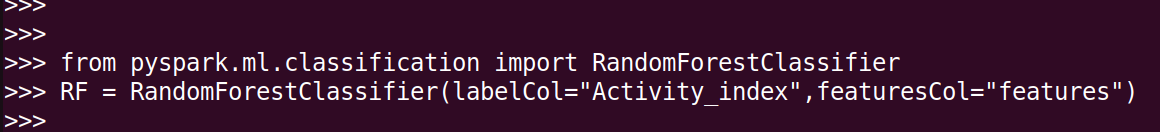 >>>
>>>
>>> from pyspark.ml.classification import RandomForestClassifier
>>> RF = RandomForestClassifier(labelCol="Activity_index",featuresCol="features")
>>>